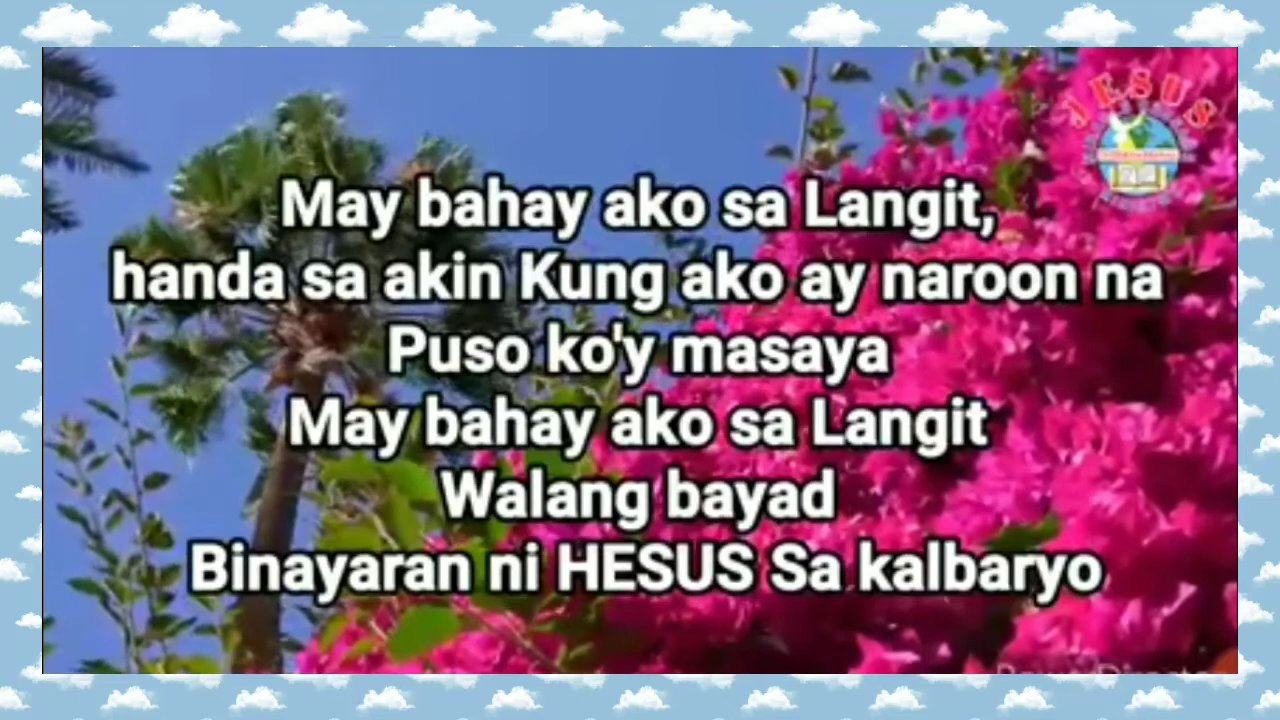 JESUS
May bahay ako sa Langit,
handa sa akin Kung ako ay naroon na
Puso ko'y masaya
May bahay ako sa Langit
Walang bayad
Binayaran ni HESUS Sa kalbaryo